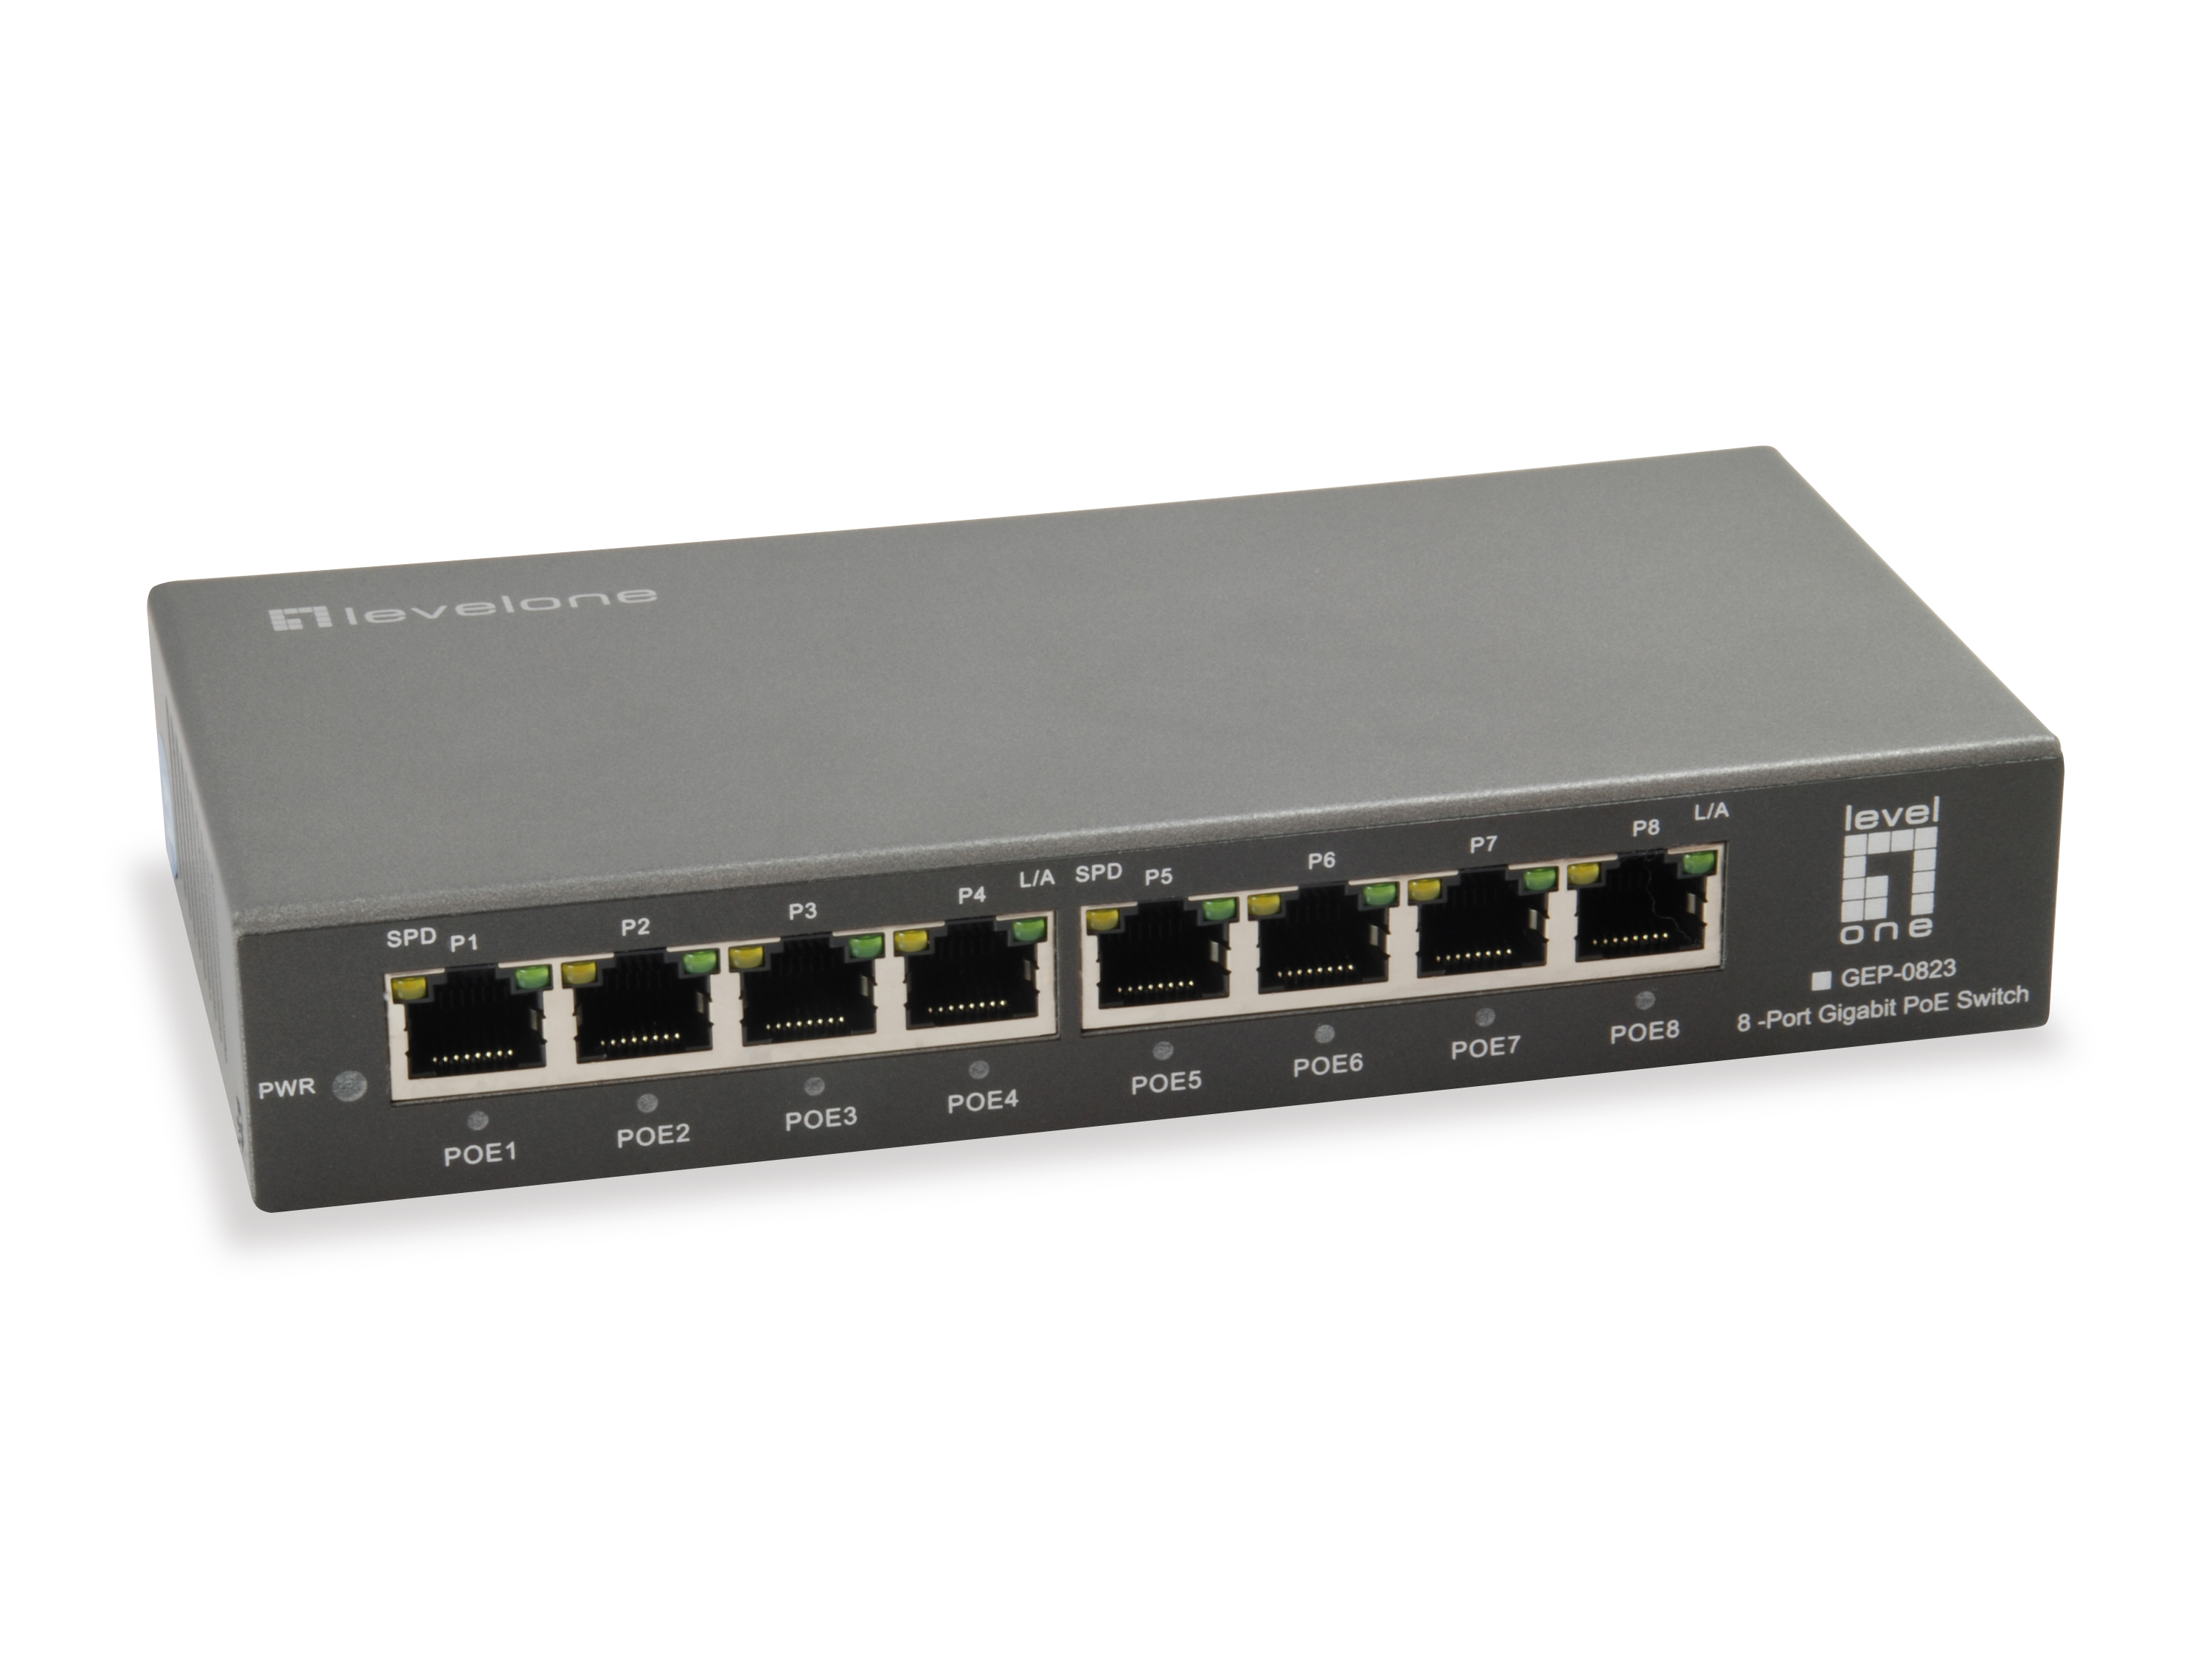 levelone
SPD P1 P2 P3 P4 L/A SPD P5 P6 P7 P8 L/A
PWR
POE1 POE2 POE3 POE4 POE5 POE6 POE7 POE8
level
one
GEP-0823
8 -Port Gigabit PoE Switch